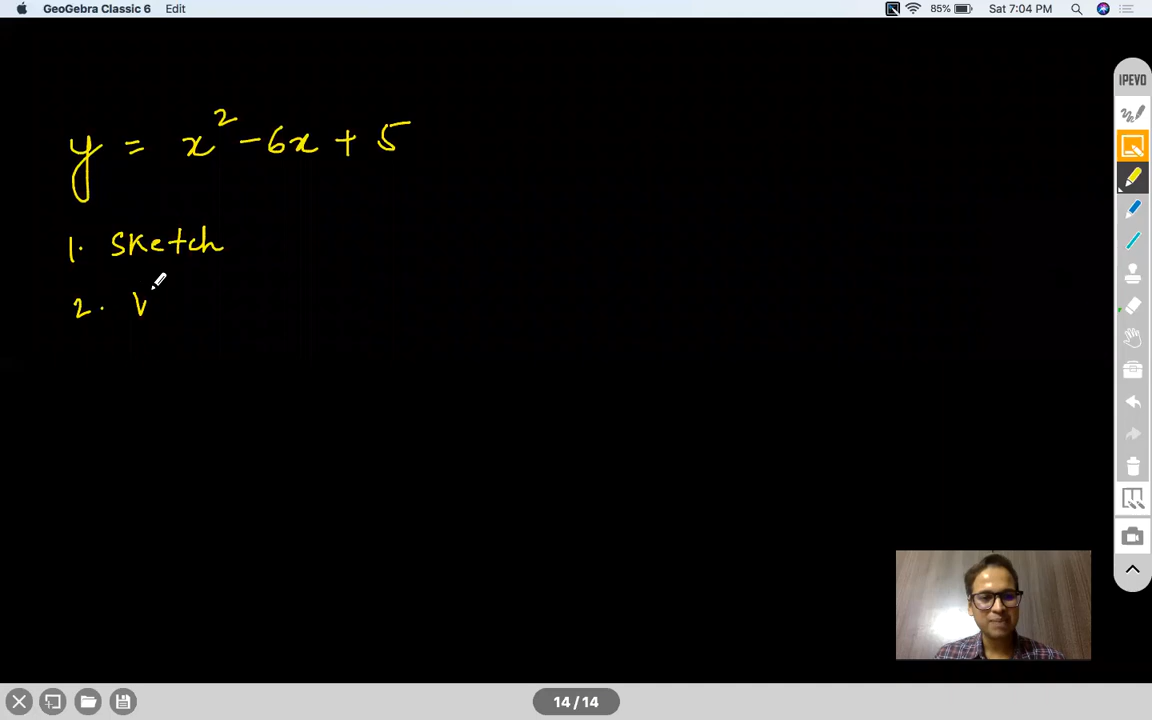 GeoGebra Classic 6 Edit 85% Sat 7:04 PM
IPEVO
y = x² - 6x + 5
1. Sketch
2. V
14 / 14